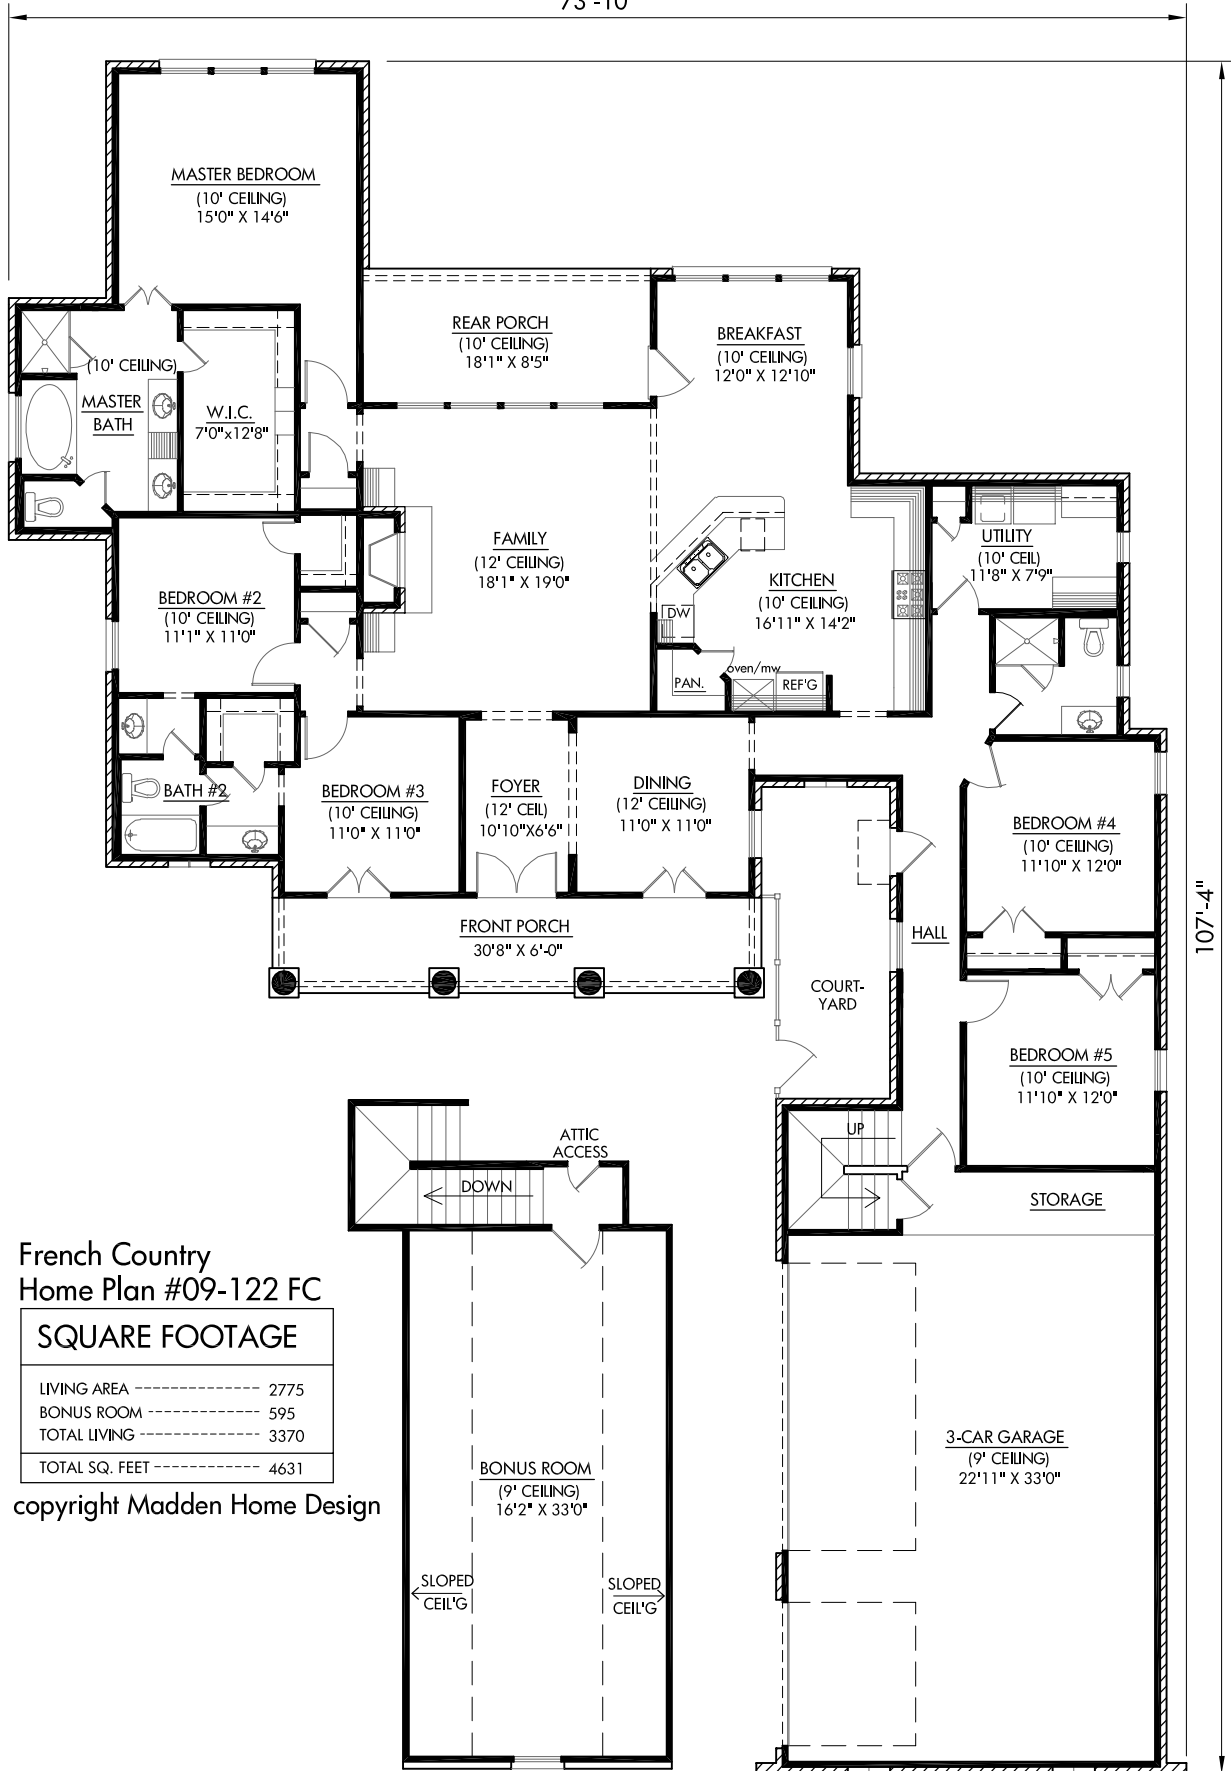 73'-10"
MASTER BEDROOM
(10' CEILING)
15'0" X 14'6"
REAR PORCH
(10' CEILING)
18'1" X 8'5"
BREAKFAST
(10' CEILING)
12'0" X 12'10"
(10' CEILING)
MASTER
BATH
W.I.C.
7'0"x12'8"
FAMILY
(12' CEILING)
18'1" X 19'0"
UTILITY
(10' CEIL)
11'8" X 7'9"
KITCHEN
(10' CEILING)
16'11" X 14'2"
DW
BEDROOM #2
(10' CEILING)
11'1" X 11'0"
oven/mw
PAN.
REF'G
BATH #2
BEDROOM #3
(10' CEILING)
11'0" X 11'0"
FOYER
(12' CEIL)
10'10"X6'6"
DINING
(12' CEILING)
11'0" X 11'0"
BEDROOM #4
(10' CEILING)
11'10" X 12'0"
107'-4"
FRONT PORCH
30'8" X 6'-0"
HALL
COURT-
YARD
BEDROOM #5
(10' CEILING)
11'10" X 12'0"
UP
ATTIC
ACCESS
DOWN
STORAGE
French Country
Home Plan #09-122 FC
SQUARE FOOTAGE
LIVING AREA ------------- 2775
BONUS ROOM ------------ 595
TOTAL LIVING ------------ 3370
TOTAL SQ. FEET ----------- 4631
copyright Madden Home Design
BONUS ROOM
(9' CEILING)
16'2" X 33'0"
3-CAR GARAGE
(9' CEILING)
22'11" X 33'0"
SLOPED
CEIL'G
SLOPED
CEIL'G